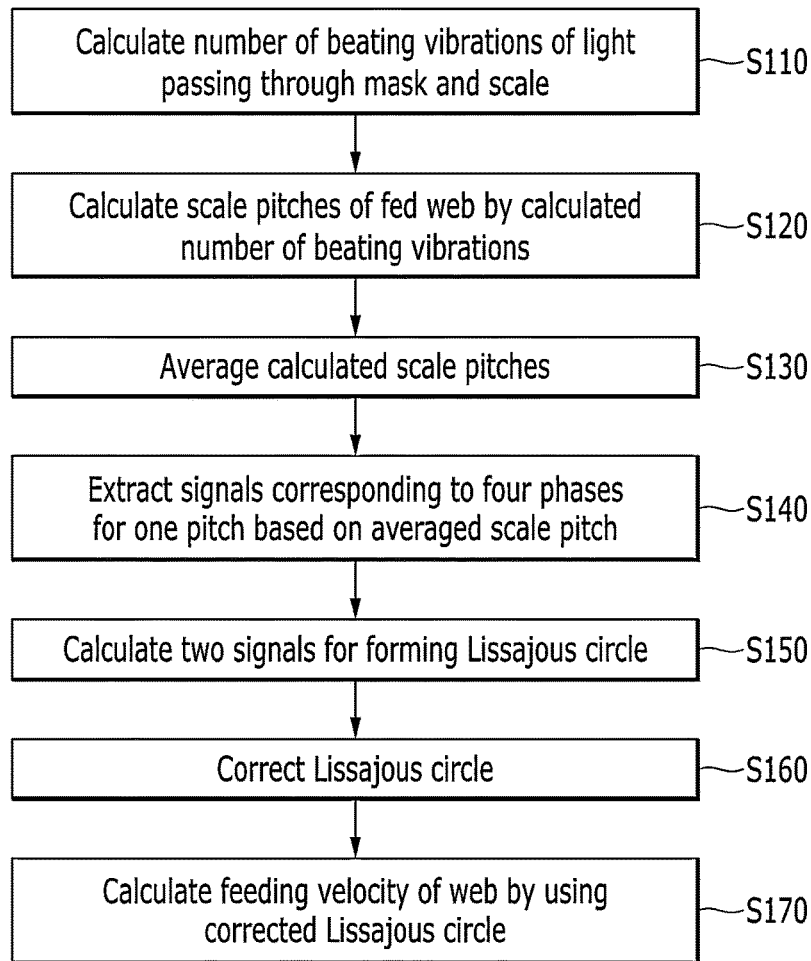 Calculate number of beating vibrations of light
passing through mask and scale
S110
Calculate scale pitches of fed web by calculated
number of beating vibrations
S120
Average calculated scale pitches
S130
Extract signals corresponding to four phases
for one pitch based on averaged scale pitch
S140
Calculate two signals for forming Lissajous circle
S150
Correct Lissajous circle
S160
Calculate feeding velocity of web by using
corrected Lissajous circle
S170